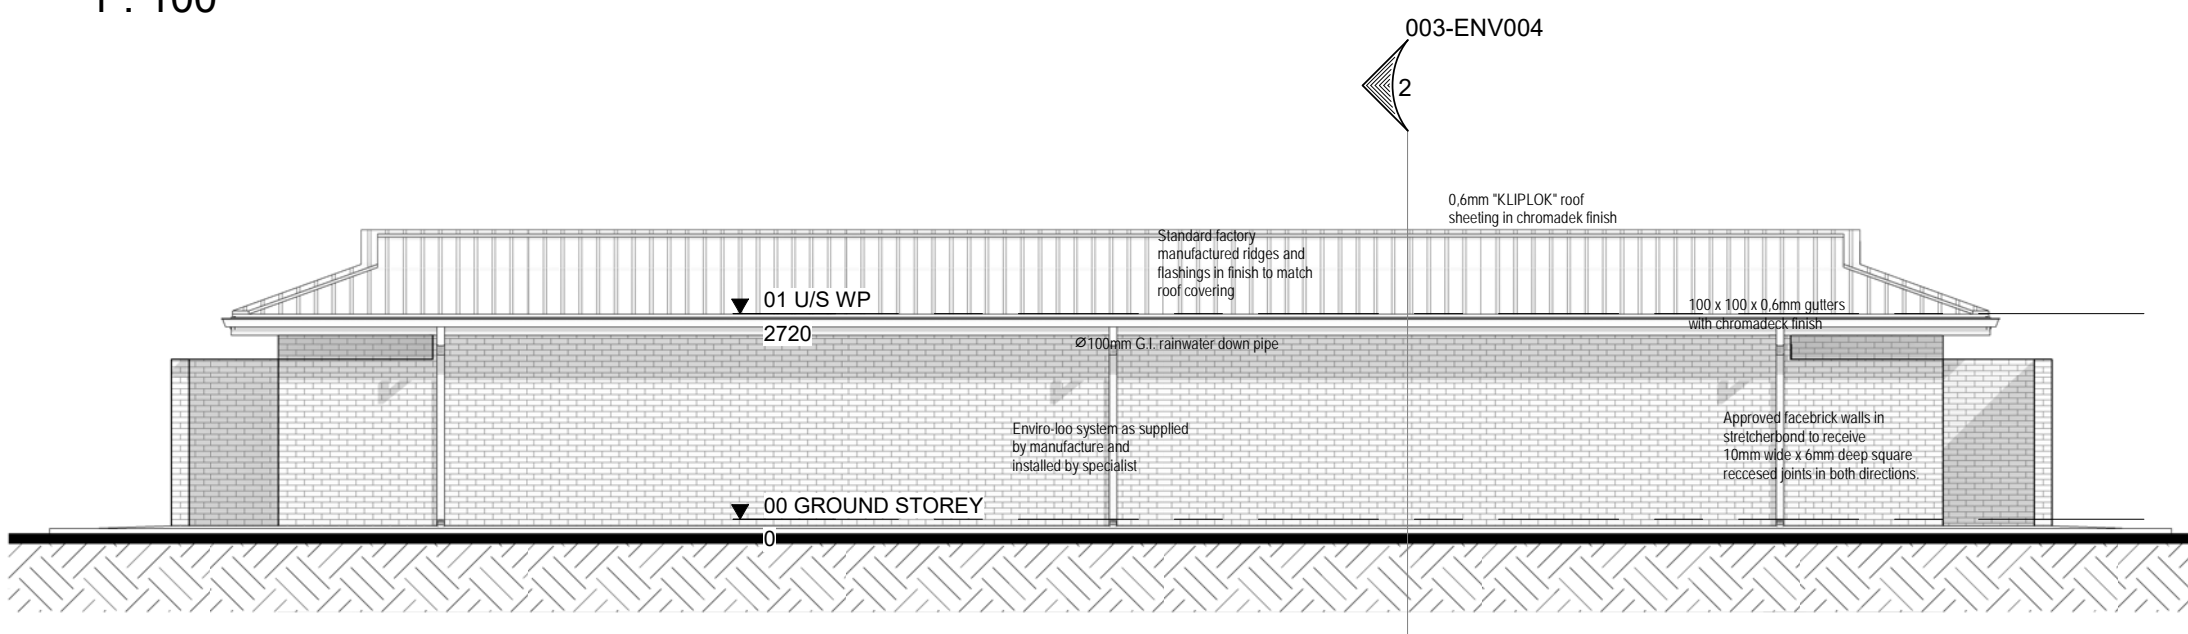 1 : 100
003-ENV004
2
0,6mm "KLIPLOK" roof
sheeting in chromadek finish
Standard factory
manufactured ridges and
flashings in finish to match
roof covering
01 U/S WP
2720
100 x 100 x 0,6mm gutters
with chromadeck finish
Ø100mm G.I. rainwater down pipe
Enviro-loo system as supplied
by manufacture and
installed by specialist
Approved facebrick walls in
stretcherbond to receive
10mm wide x 6mm deep square
reccesed joints in both directions.
00 GROUND STOREY
0